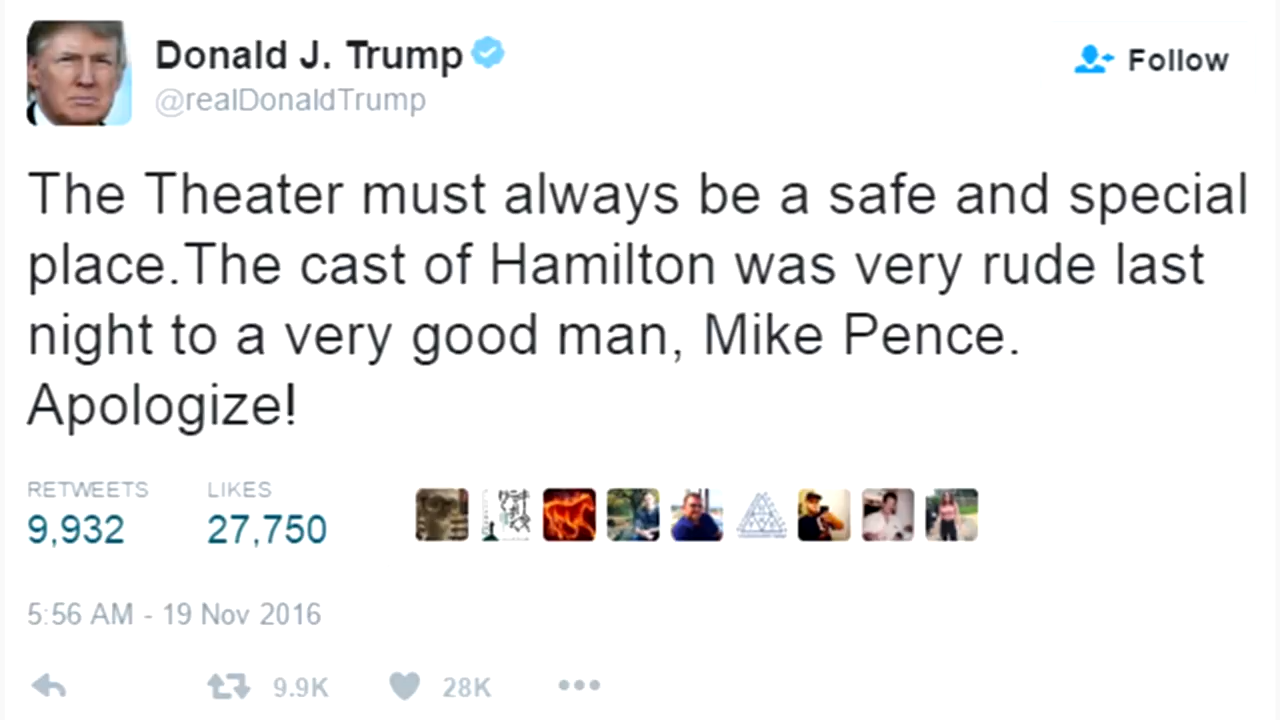 Donald J. Trump
@realDonaldTrump
Follow
The Theater must always be a safe and special
place.The cast of Hamilton was very rude last
night to a very good man, Mike Pence.
Apologize!
RETWEETS LIKES
9,932 27,750
5:56 AM - 19 Nov 2016
9.9K 28K